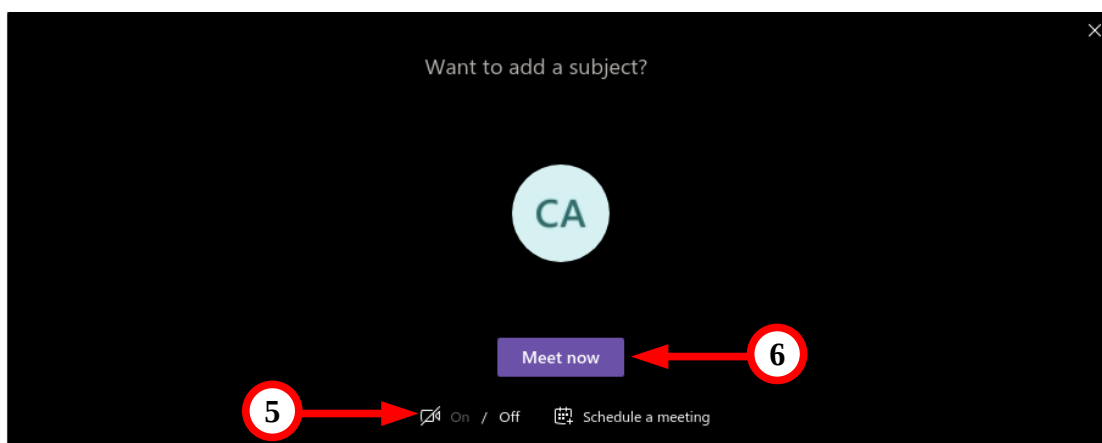 Want to add a subject?
CA
Meet now
6
5
On / Off
Schedule a meeting